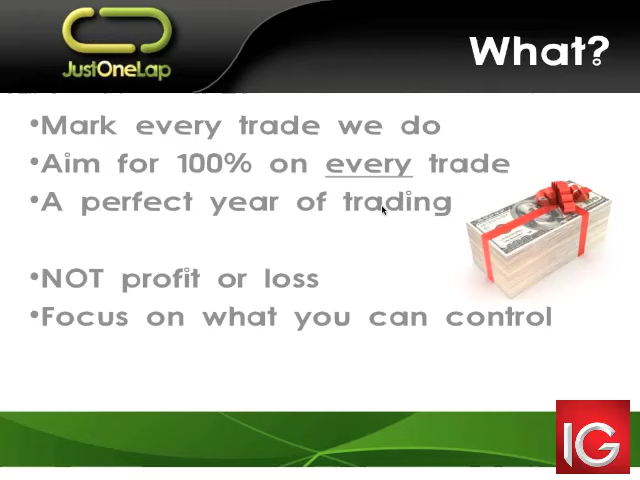 JustOneLap
What?
•Mark every trade we do
•Aim for 100% on every trade
•A perfect year of trading
•NOT profit or loss
•Focus on what you can control
IG